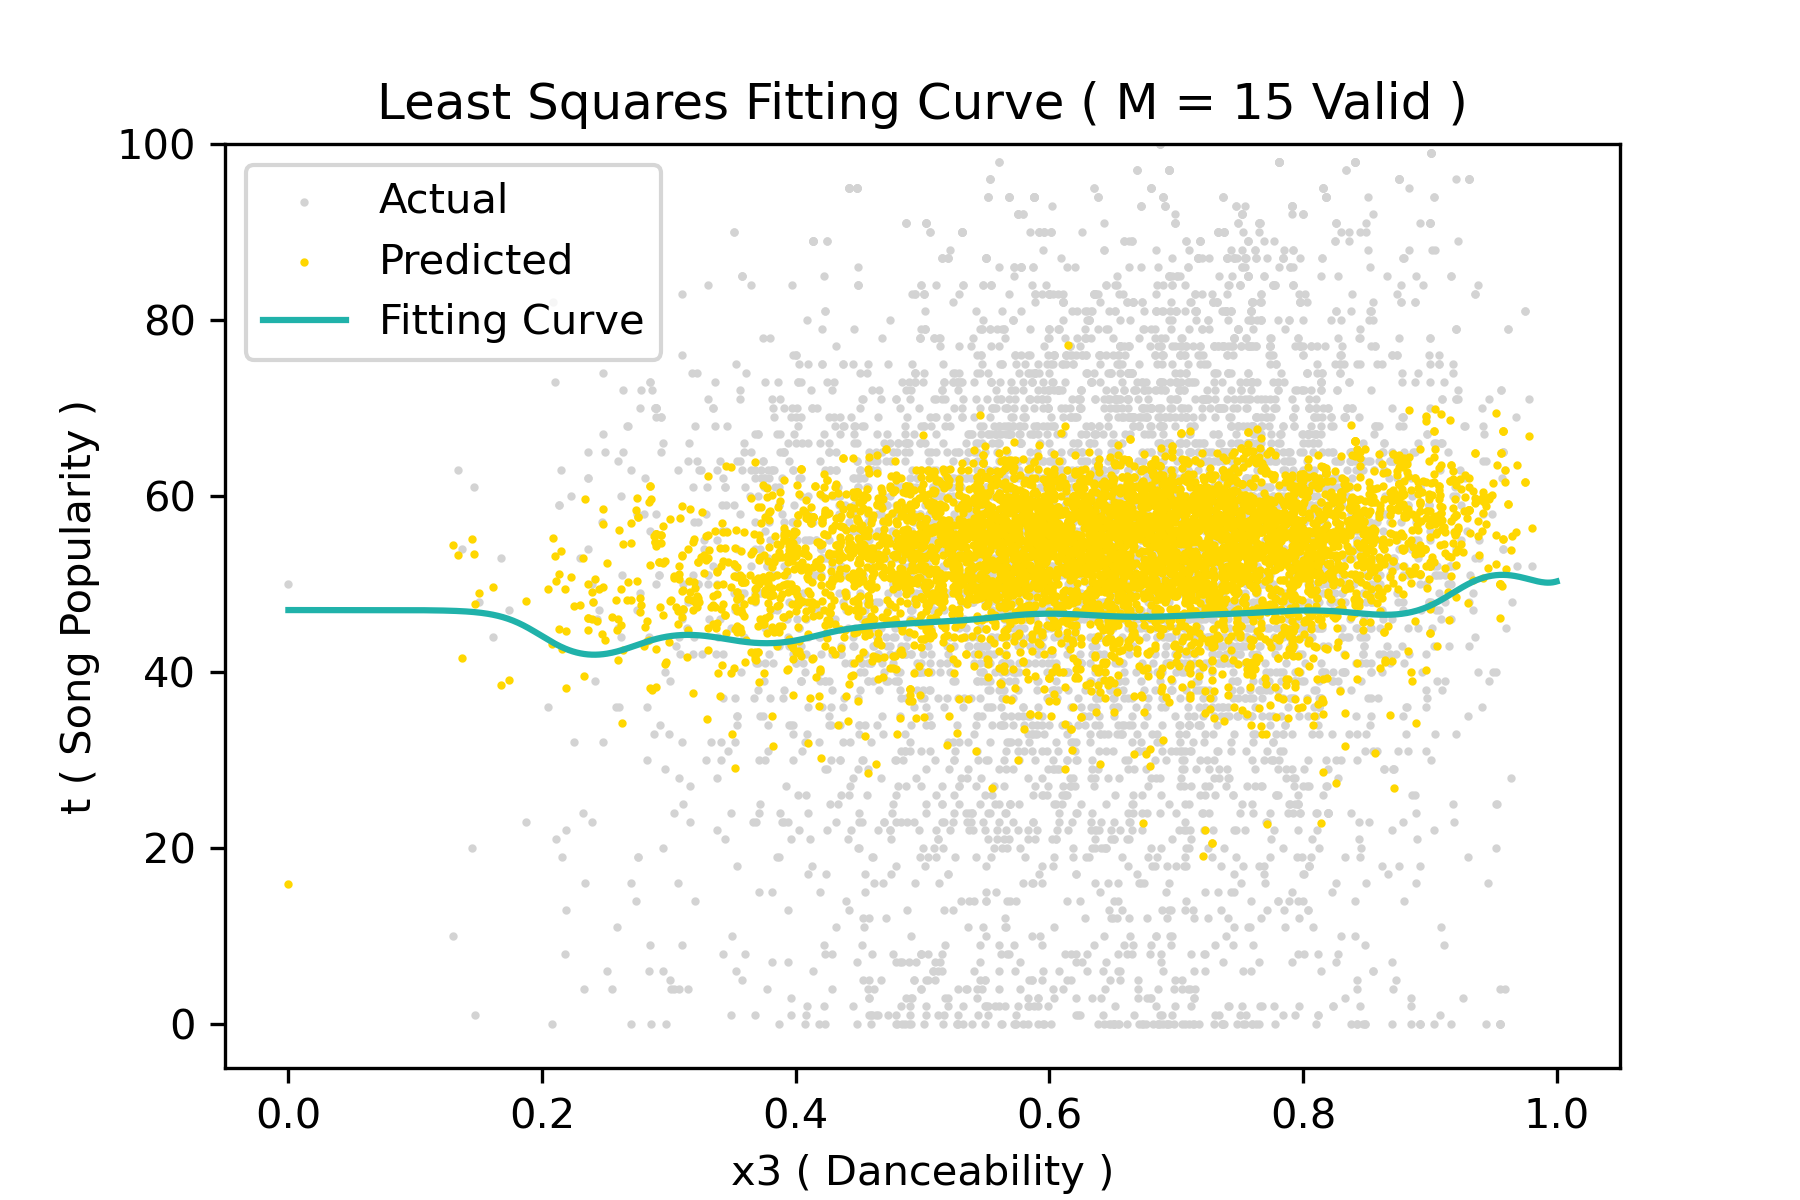 Least Squares Fitting Curve ( M = 15 Valid )
100
80
60
40
20
0
t ( Song Popularity )
Actual
Predicted
Fitting Curve
0.0 0.2 0.4 0.6 0.8 1.0
x3 ( Danceability )